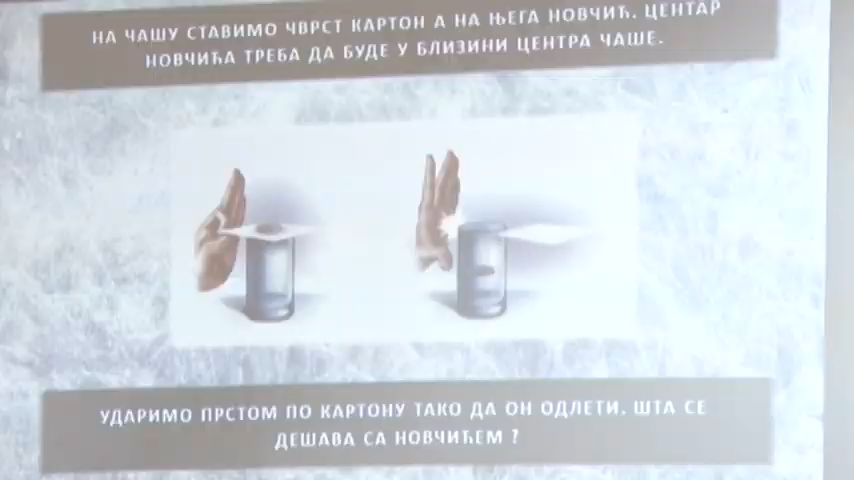 НА ЧАШУ СТАВИМО ЧВРСТ КАРТОН А НА ЊЕГА НОВЧИЋ. ЦЕНТАР
НОВЧИЋА ТРЕБА ДА БУДЕ У БЛИЗИНИ ЦЕНТРА ЧАШЕ.
УДАРИМО ПРСТОМ ПО КАРТОНУ ТАКО ДА ОН ОДЛЕТИ. ШТА СЕ
ДЕШАВА СА НОВЧИЋЕМ ?